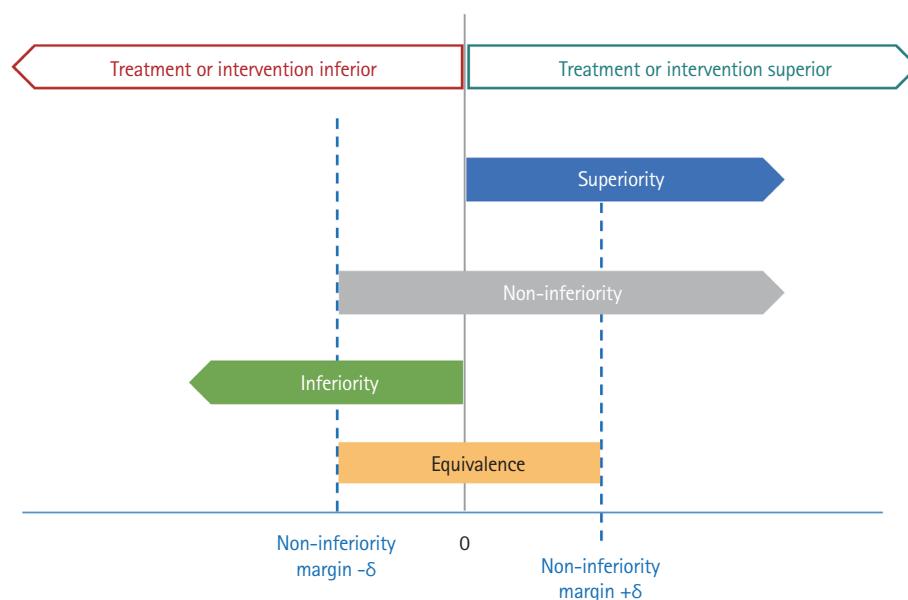 Treatment or intervention inferior
Treatment or intervention superior
Superiority
Non-inferiority
Inferiority
Equivalence
Non-inferiority
margin -δ
0
Non-inferiority
margin +δ